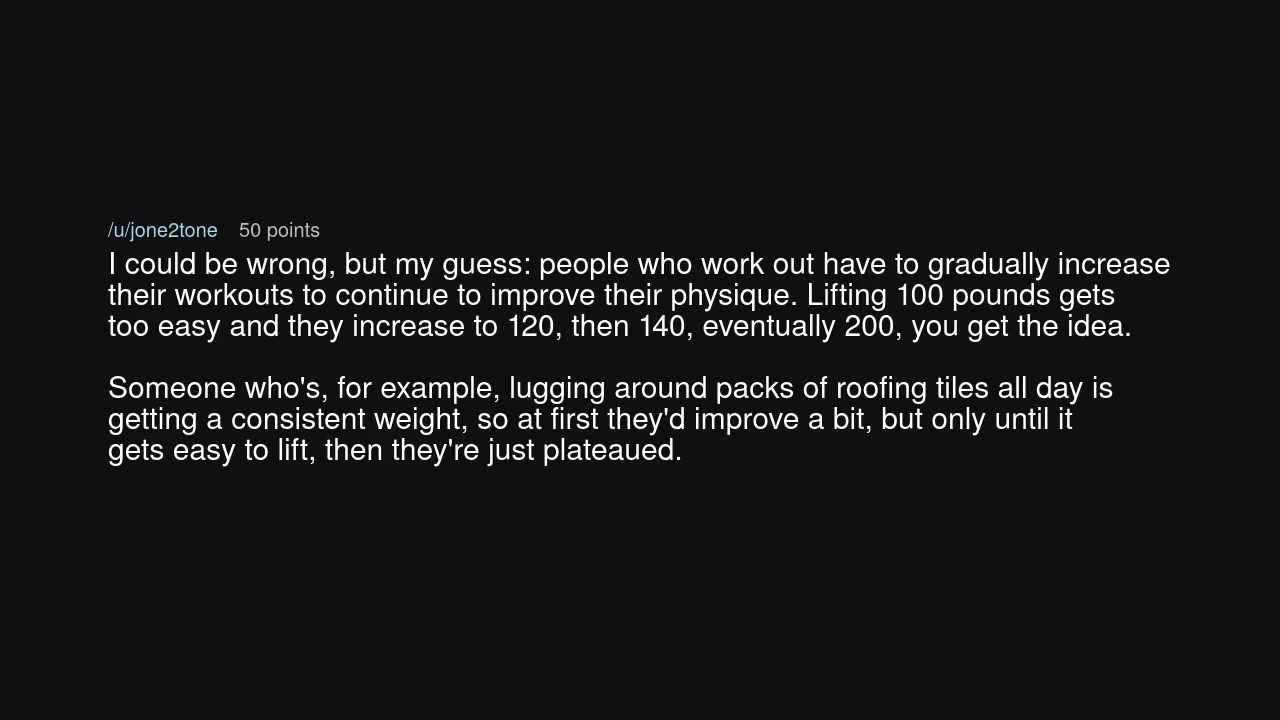 /u/jone2tone 50 points
I could be wrong, but my guess: people who work out have to gradually increase
their workouts to continue to improve their physique. Lifting 100 pounds gets
too easy and they increase to 120, then 140, eventually 200, you get the idea.
Someone who's, for example, lugging around packs of roofing tiles all day is
getting a consistent weight, so at first they'd improve a bit, but only until it
gets easy to lift, then they're just plateaued.